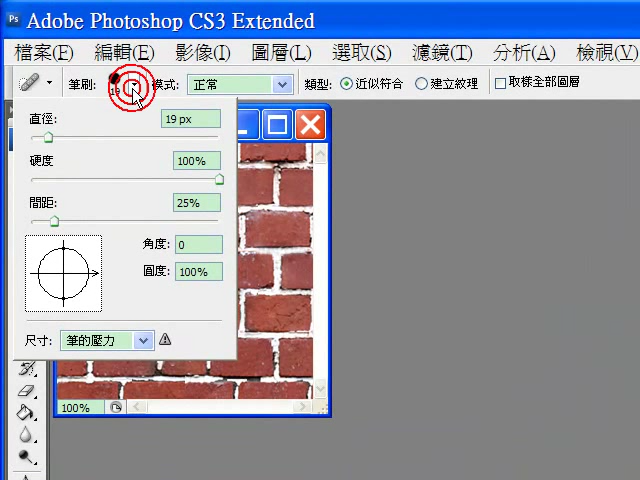 Ps Adobe Photoshop CS3 Extended
檔案(F) 編輯(E) 影像(I) 圖層(L) 選取(S) 濾鏡(T) 分析(A) 檢視(V)
筆刷: 19 模式: 正常 類型: 近似符合 建立紋理 取樣全部圖層
直徑: 19 px
硬度 100%
間距: 25%
角度: 0
圓度: 100%
尺寸: 筆的壓力
100%